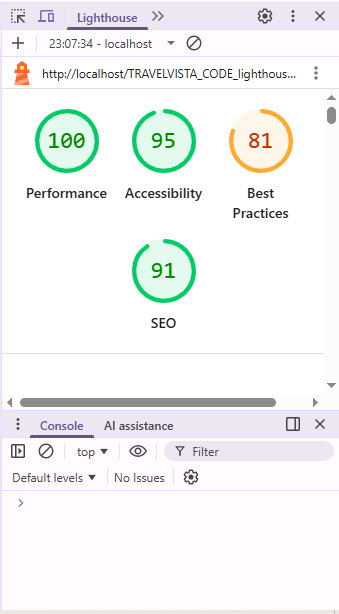 Lighthouse
23:07:34 - localhost
http://localhost/TRAVELVISTA_CODE_lighthous...
100
95
81
Performance
Accessibility
Best
Practices
91
SEO
Console
AI assistance
top
Filter
Default levels
No Issues